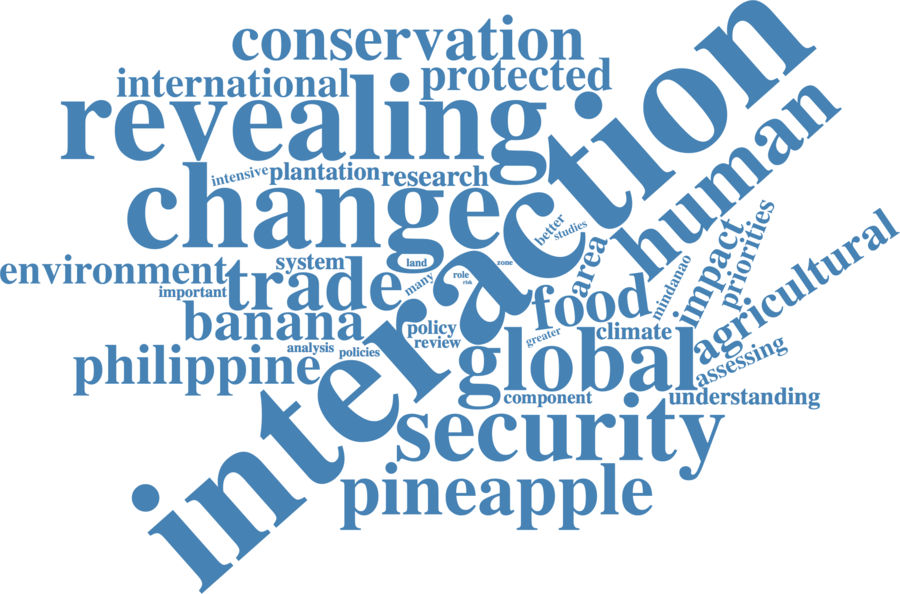 conservation
international
protected
revealing
interaction
human
intensive
plantation
research
change
better
studies
area
impact
priorities
agricultural
environment
system
land
zone
role
risk
many
important
trade
food
mindanao
banana
policy
climate
greater
review
analysis
policies
philippine
global
assessing
component
understanding
security
pineapple